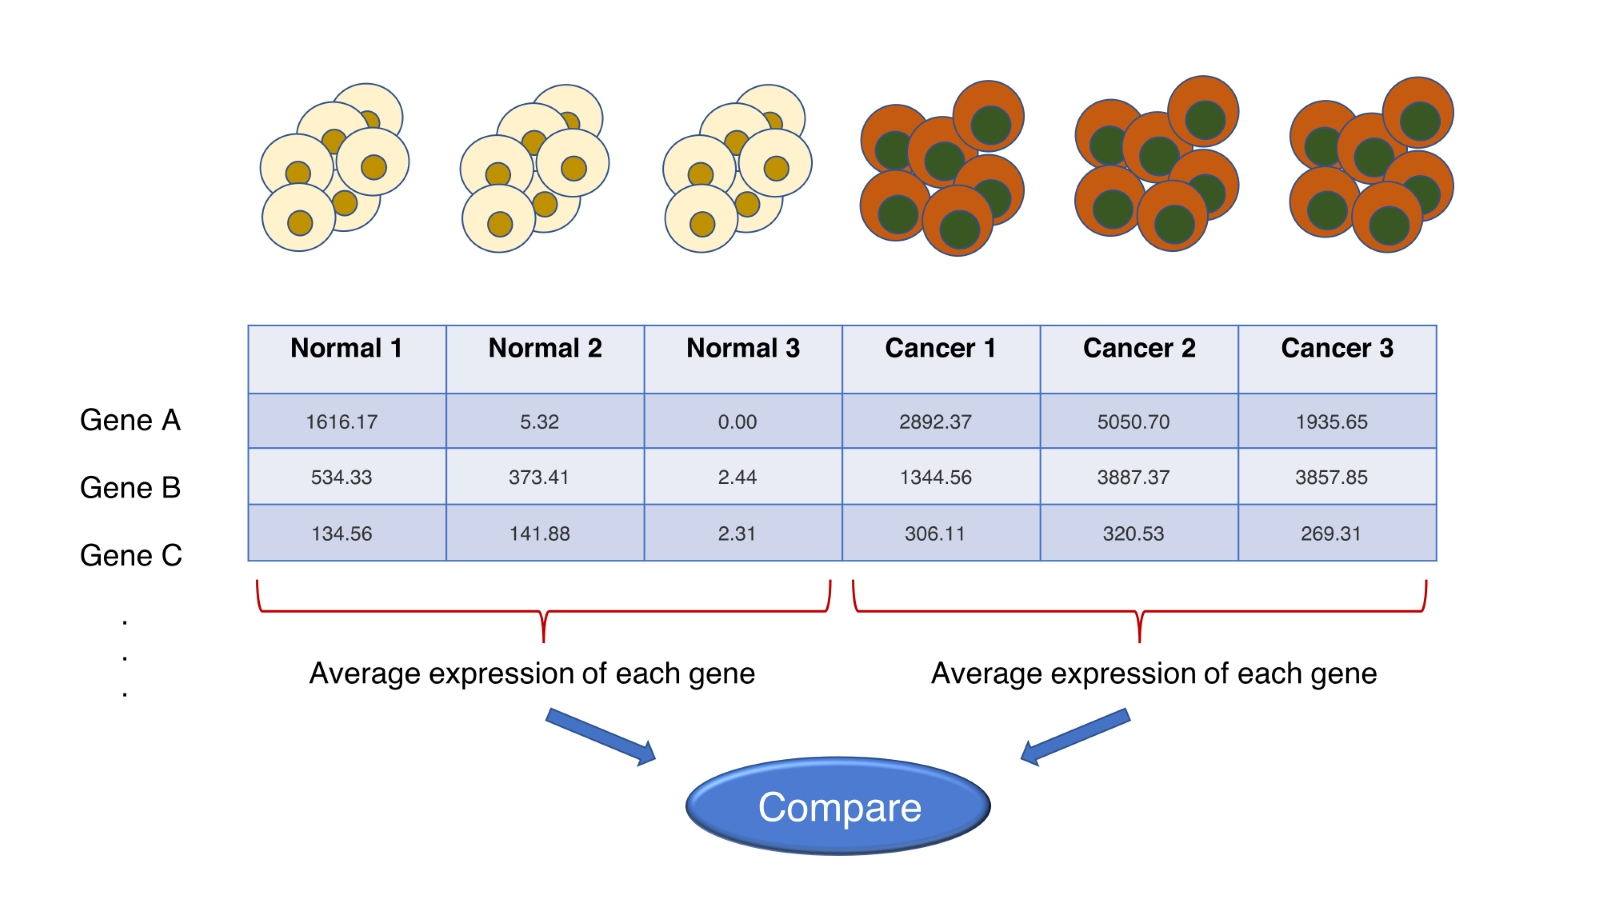 Normal 1 Normal 2 Normal 3 Cancer 1 Cancer 2 Cancer 3
Gene A 1616.17 5.32 0.00 2892.37 5050.70 1935.65
Gene B 534.33 373.41 2.44 1344.56 3887.37 3857.85
Gene C 134.56 141.88 2.31 306.11 320.53 269.31
.
.
.
Average expression of each gene Average expression of each gene
Compare